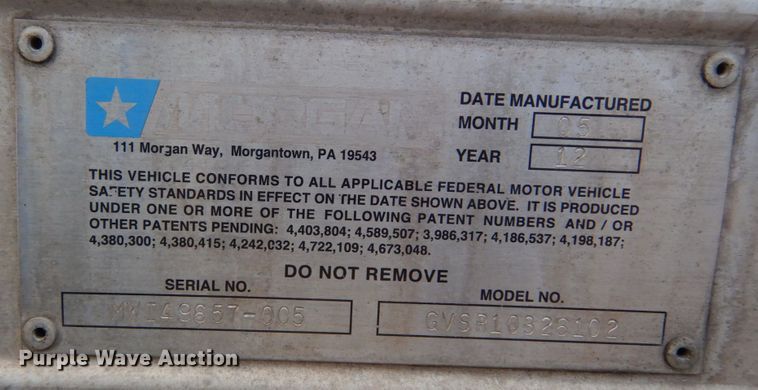 DATE MANUFACTURED
MONTH 05
111 Morgan Way, Morgantown, PA 19543
YEAR 12
THIS VEHICLE CONFORMS TO ALL APPLICABLE FEDERAL MOTOR VEHICLE
SAFETY STANDARDS IN EFFECT ON THE DATE SHOWN ABOVE. IT IS PRODUCED
UNDER ONE OR MORE OF THE FOLLOWING PATENT NUMBERS AND / OR
OTHER PATENTS PENDING: 4,403,804; 4,589,507; 3,986,317; 4,186,537; 4,198,187;
4,380,300; 4,380,415; 4,242,032; 4,722,109; 4,673,048.
DO NOT REMOVE
SERIAL NO.
MODEL NO.
Purple Wave Auction